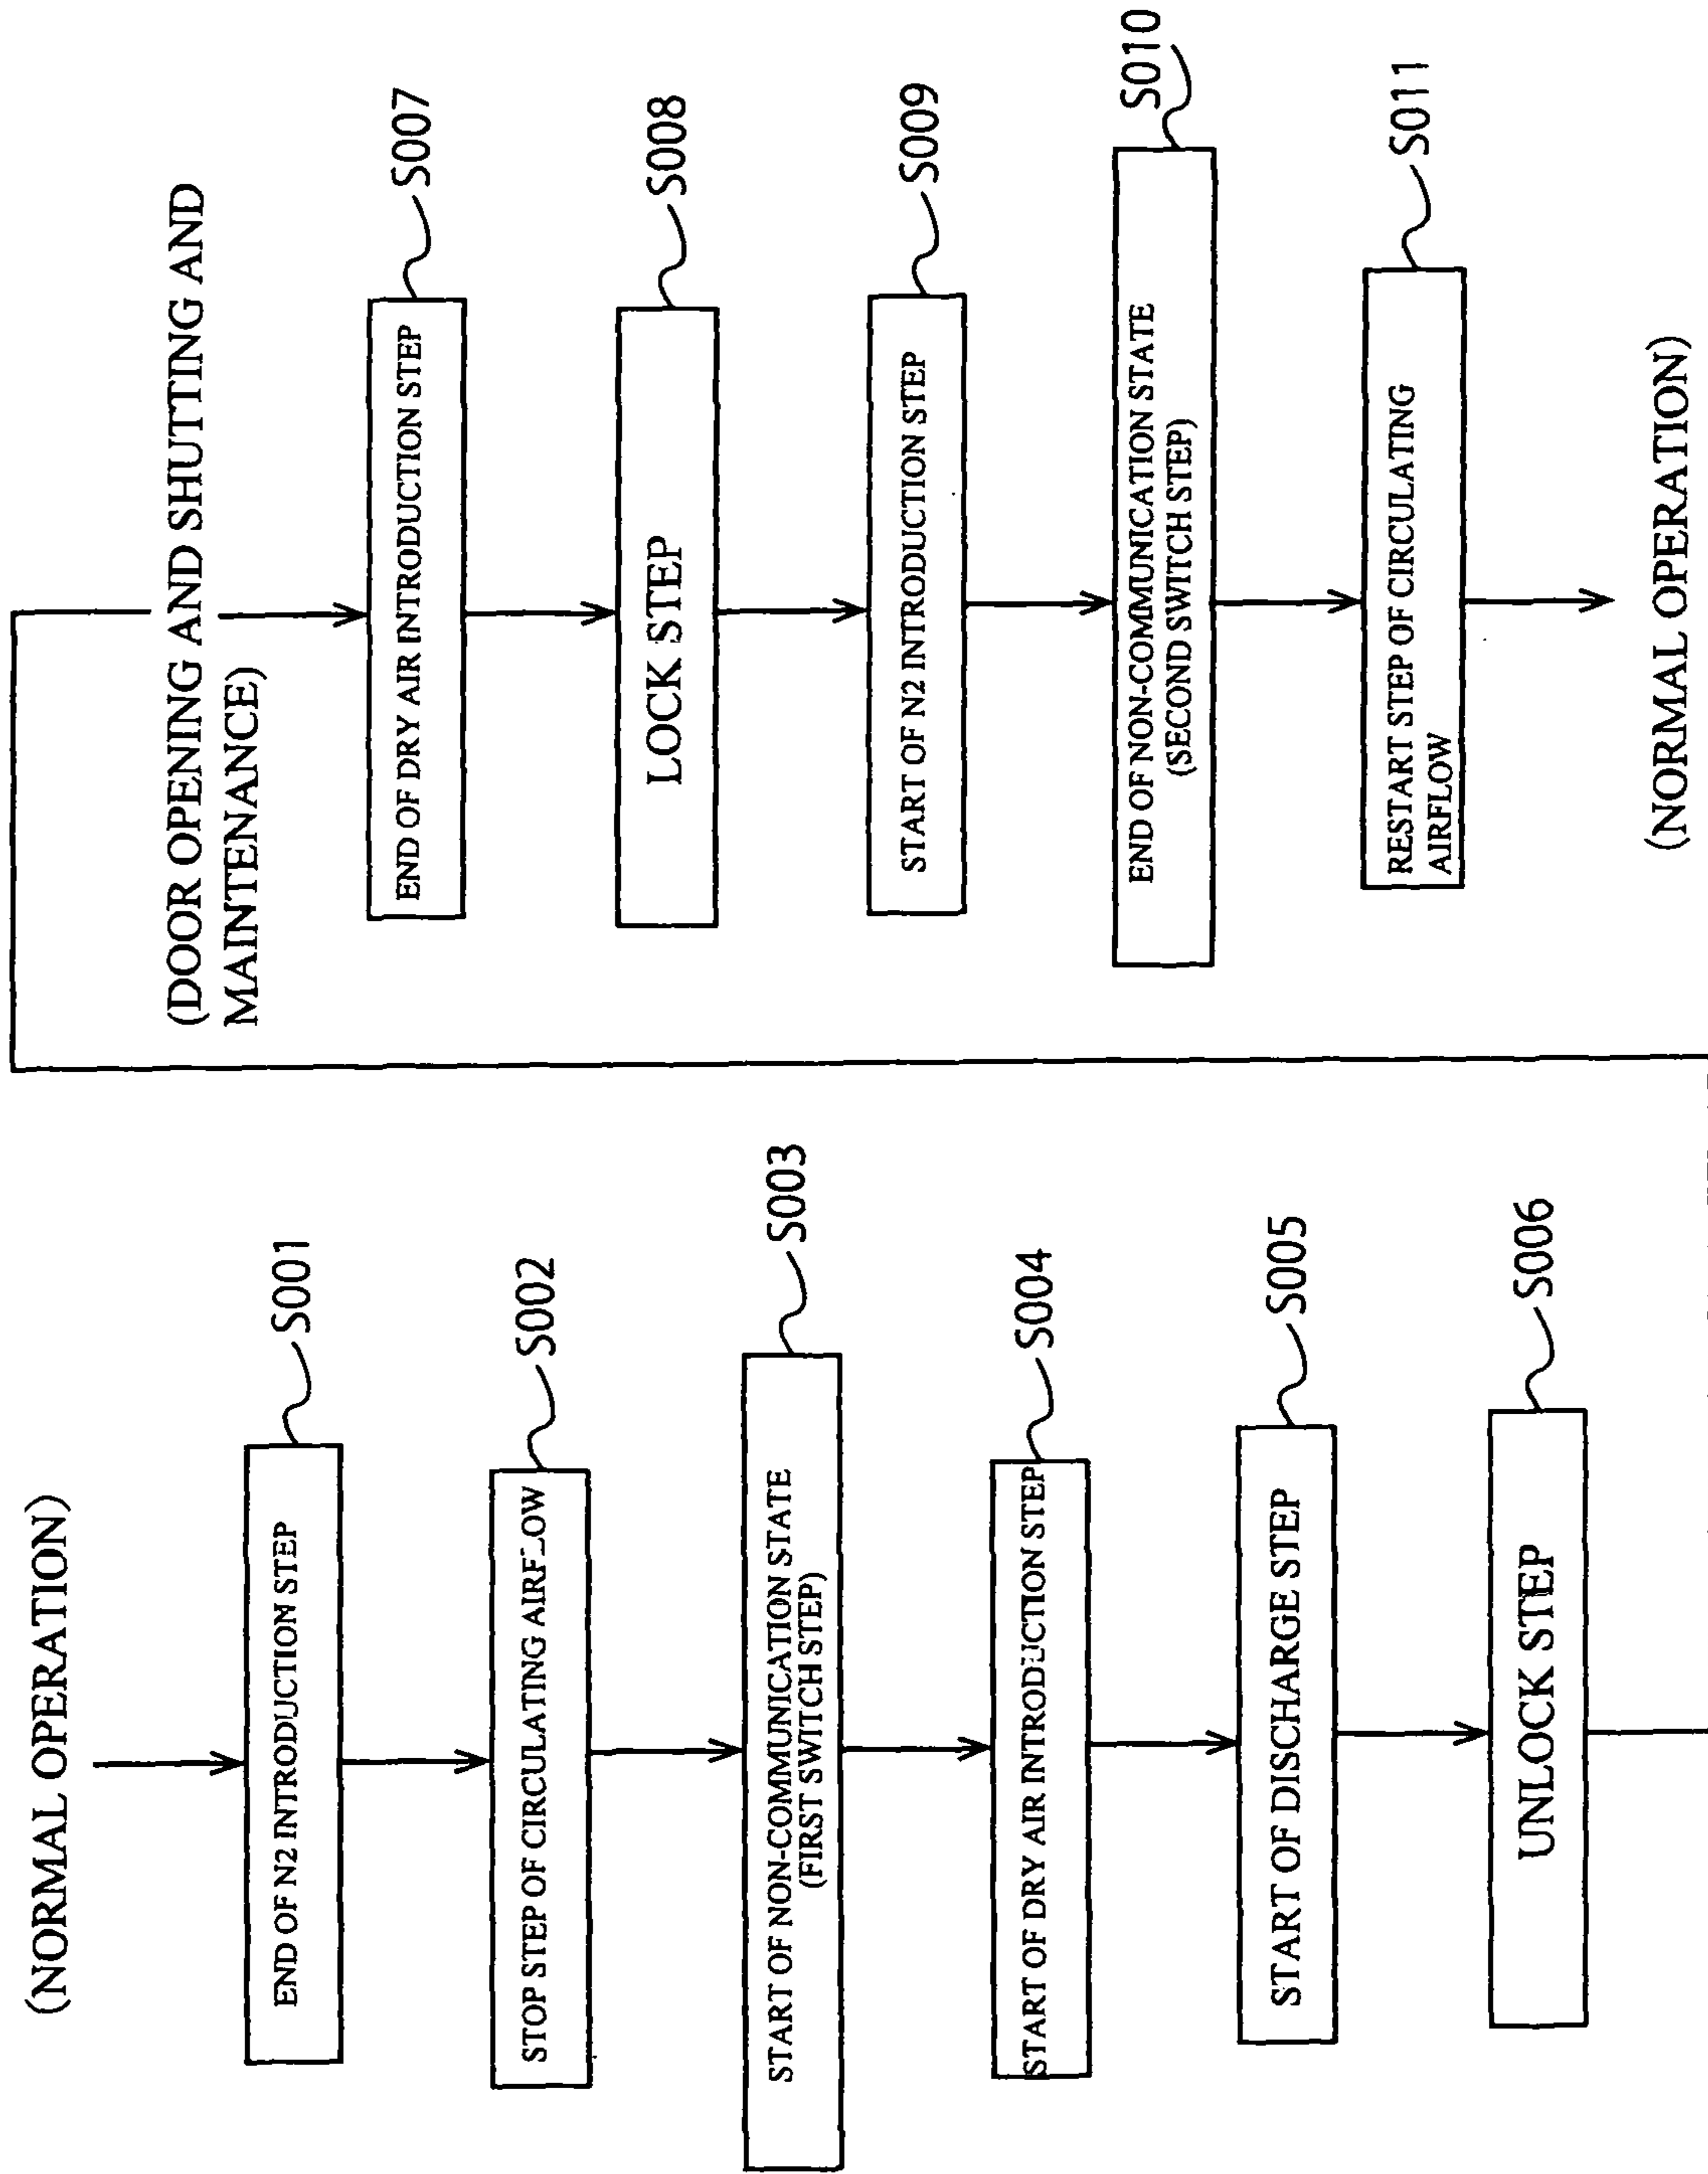 (NORMAL OPERATION)
END OF N2 INTRODUCTION STEP
S001
STOP STEP OF CIRCULATING AIRFLOW
S002
START OF NON-COMMUNICATION STATE
(FIRST SWITCH STEP)
S003
START OF DRY AIR INTRODUCTION STEP
S004
START OF DISCHARGE STEP
S005
UNLOCK STEP
S006
(DOOR OPENING AND SHUTTING AND
MAINTENANCE)
END OF DRY AIR INTRODUCTION STEP
S007
LOCK STEP
S008
START OF N2 INTRODUCTION STEP
S009
END OF NON-COMMUNICATION STATE
(SECOND SWITCH STEP)
S010
RESTART STEP OF CIRCULATING
AIRFLOW
S011
(NORMAL OPERATION)